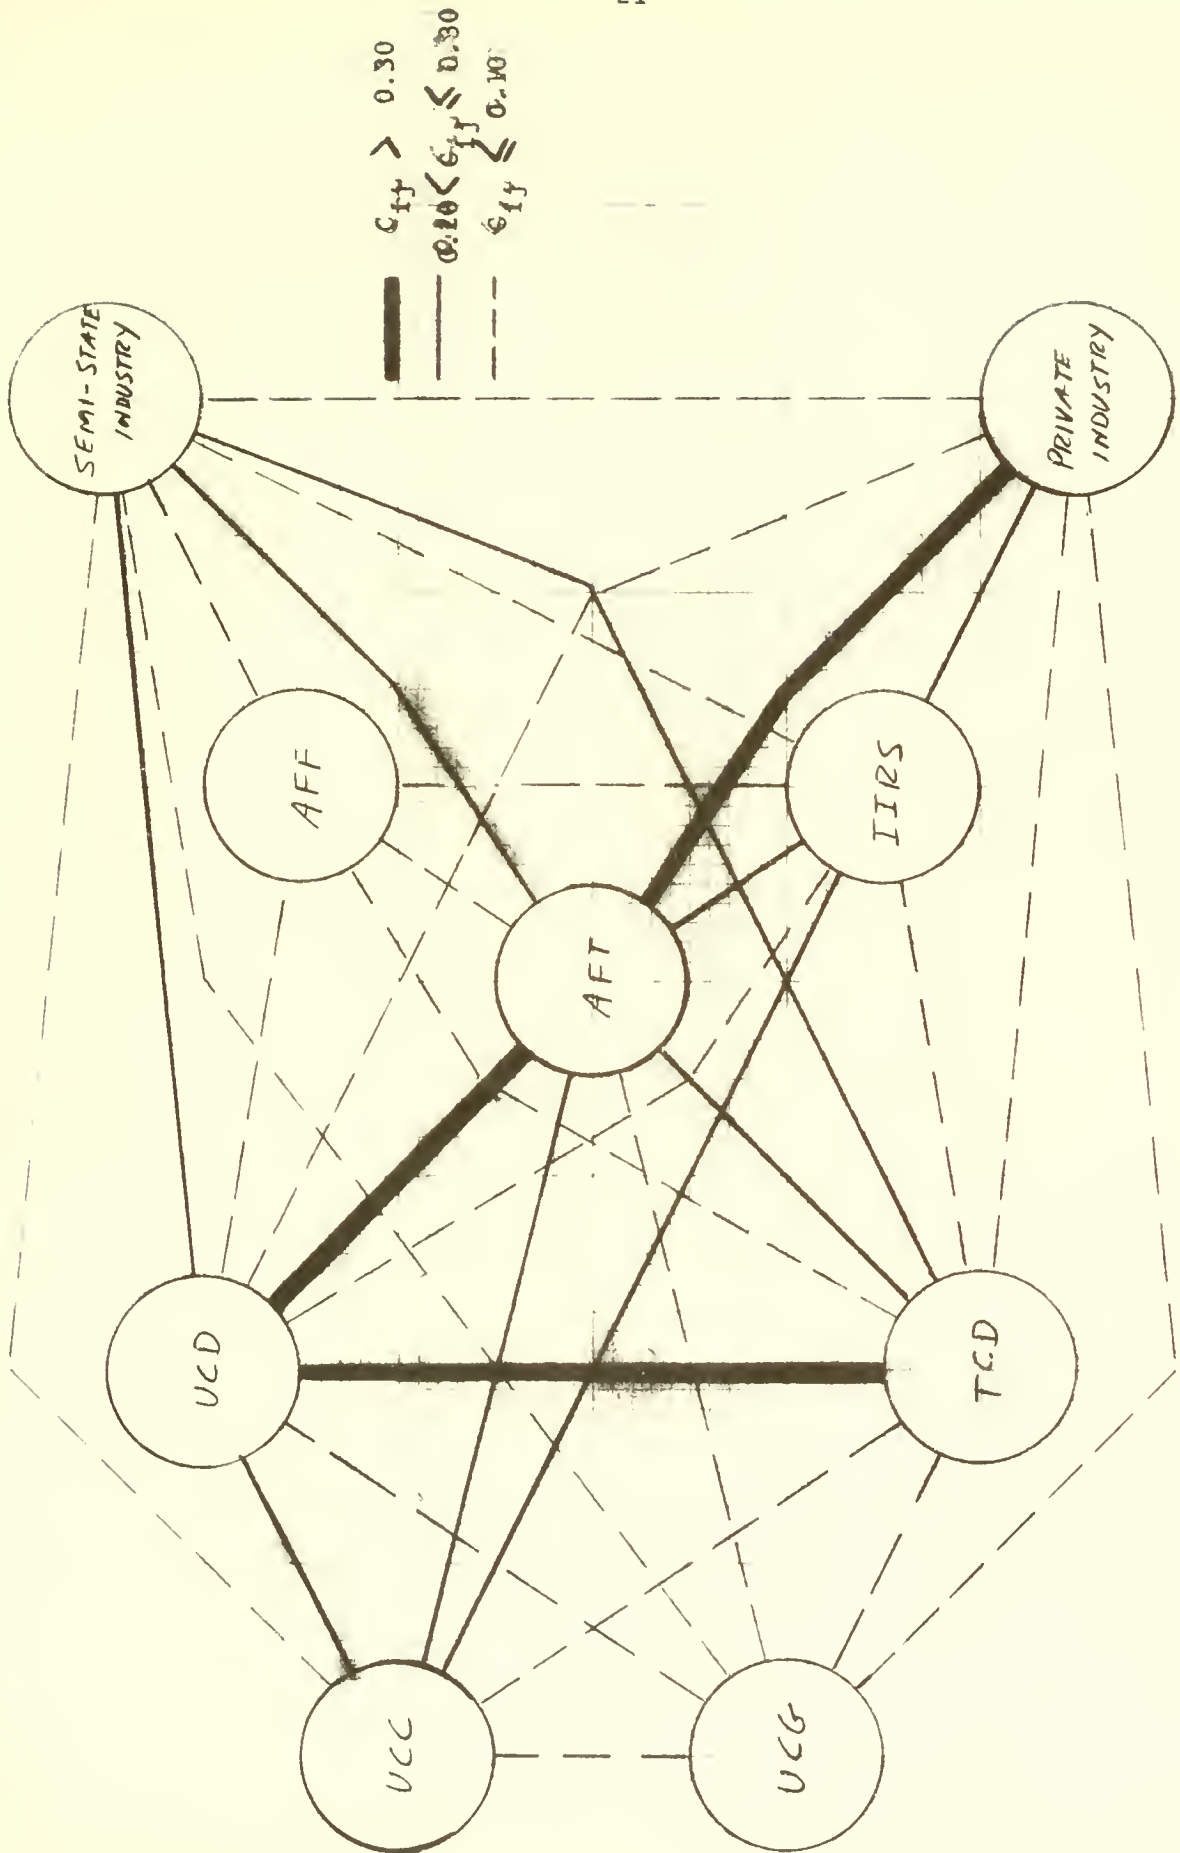 C_ij > 0.30
0.10 < C_ij ≤ 0.30
C_ij ≤ 0.10
SEMI-STATE
INDUSTRY
PRIVATE
INDUSTRY
AFF
IIRS
AFT
UCD
TCD
UCC
UCG